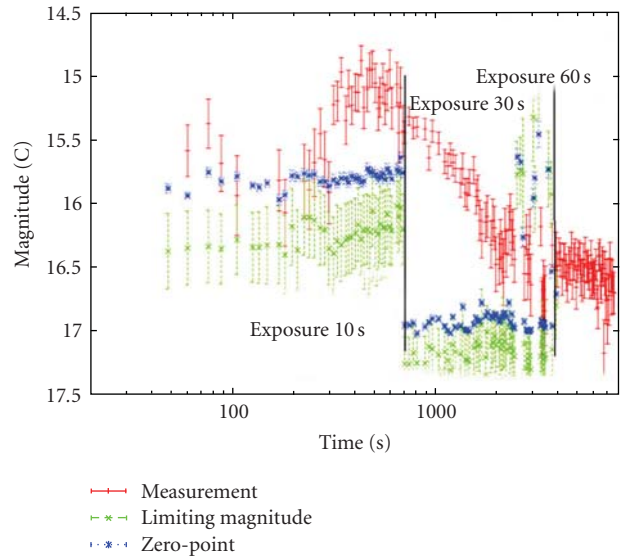 14.5
15
15.5
16
16.5
17
17.5
Magnitude (C)
Exposure 60 s
Exposure 30 s
Exposure 10 s
100
1000
Time (s)
Measurement
Limiting magnitude
Zero-point